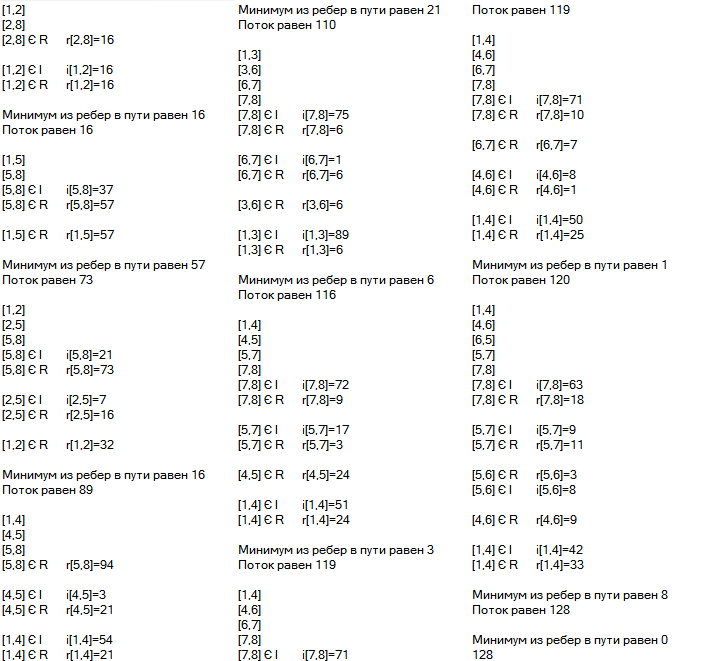 [1,2]
[2,8]
[2,8] Є R r[2,8]=16
[1,2] Є I i[1,2]=16
[1,2] Є R r[1,2]=16
Минимум из ребер в пути равен 16
Поток равен 16
[1,5]
[5,8]
[5,8] Є I i[5,8]=37
[5,8] Є R r[5,8]=57
[1,5] Є R r[1,5]=57
Минимум из ребер в пути равен 57
Поток равен 73
[1,2]
[2,5]
[5,8]
[5,8] Є I i[5,8]=21
[5,8] Є R r[5,8]=73
[2,5] Є I i[2,5]=7
[2,5] Є R r[2,5]=16
[1,2] Є R r[1,2]=32
Минимум из ребер в пути равен 16
Поток равен 89
[1,4]
[4,5]
[5,8]
[5,8] Є R r[5,8]=94
[4,5] Є I i[4,5]=3
[4,5] Є R r[4,5]=21
[1,4] Є I i[1,4]=54
[1,4] Є R r[1,4]=21
Минимум из ребер в пути равен 21
Поток равен 110
[1,3]
[3,6]
[6,7]
[7,8]
[7,8] Є I i[7,8]=75
[7,8] Є R r[7,8]=6
[6,7] Є I i[6,7]=1
[6,7] Є R r[6,7]=6
[3,6] Є R r[3,6]=6
[1,3] Є I i[1,3]=89
[1,3] Є R r[1,3]=6
Минимум из ребер в пути равен 6
Поток равен 116
[1,4]
[4,5]
[5,7]
[7,8]
[7,8] Є I i[7,8]=72
[7,8] Є R r[7,8]=9
[5,7] Є I i[5,7]=17
[5,7] Є R r[5,7]=3
[4,5] Є R r[4,5]=24
[1,4] Є I i[1,4]=51
[1,4] Є R r[1,4]=24
Минимум из ребер в пути равен 3
Поток равен 119
[1,4]
[4,6]
[6,7]
[7,8]
[7,8] Є I i[7,8]=71
Поток равен 119
[1,4]
[4,6]
[6,7]
[7,8]
[7,8] Є I i[7,8]=71
[7,8] Є R r[7,8]=10
[6,7] Є R r[6,7]=7
[4,6] Є I i[4,6]=8
[4,6] Є R r[4,6]=1
[1,4] Є I i[1,4]=50
[1,4] Є R r[1,4]=25
Минимум из ребер в пути равен 1
Поток равен 120
[1,4]
[4,6]
[6,5]
[5,7]
[7,8]
[7,8] Є I i[7,8]=63
[7,8] Є R r[7,8]=18
[5,7] Є I i[5,7]=9
[5,7] Є R r[5,7]=11
[5,6] Є R r[5,6]=3
[5,6] Є I i[5,6]=8
[4,6] Є R r[4,6]=9
[1,4] Є I i[1,4]=42
[1,4] Є R r[1,4]=33
Минимум из ребер в пути равен 8
Поток равен 128
Минимум из ребер в пути равен 0
128